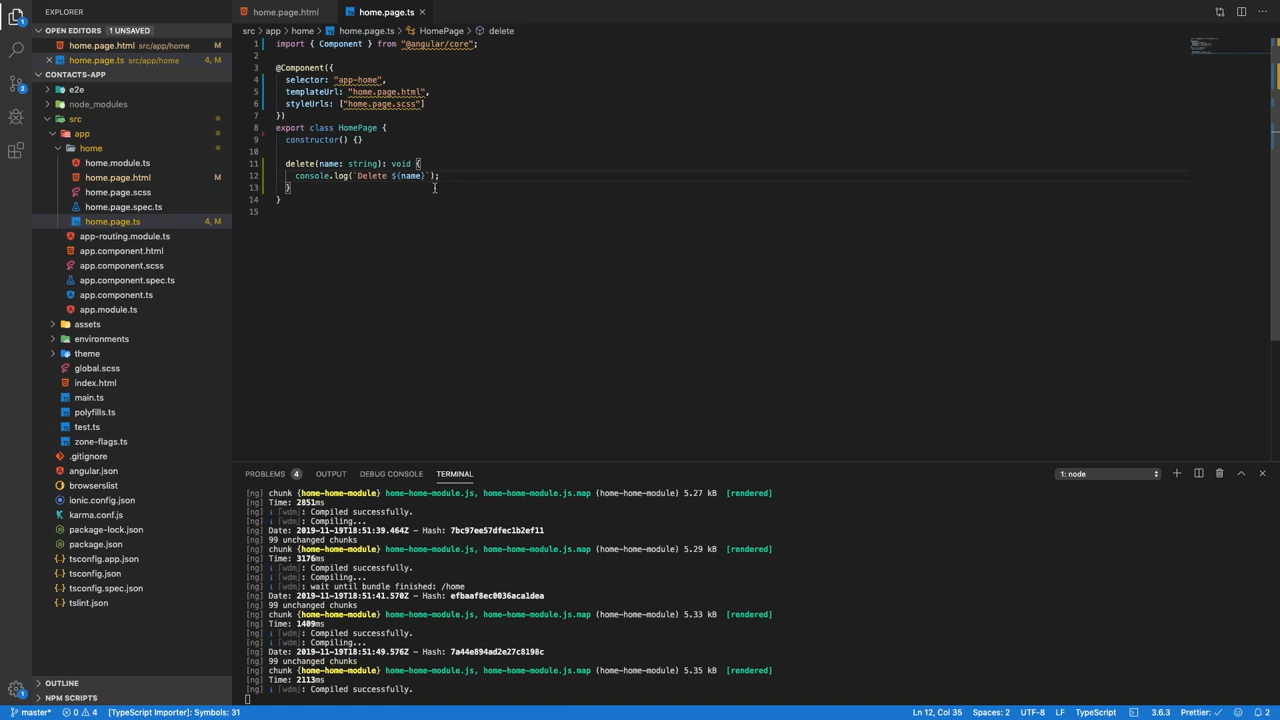 EXPLORER
OPEN EDITORS 1 UNSAVED
home.page.html src/app/home M
home.page.ts src/app/home 4, M
CONTACTS-APP
e2e
node_modules
src
app
home
home.module.ts
home.page.html M
home.page.scss
home.page.spec.ts
home.page.ts 4, M
app-routing.module.ts
app.component.html
app.component.scss
app.component.spec.ts
app.component.ts
app.module.ts
assets
environments
theme
global.scss
index.html
main.ts
polyfills.ts
test.ts
zone-flags.ts
.gitignore
angular.json
browserslist
ionic.config.json
karma.conf.js
package-lock.json
package.json
tsconfig.app.json
tsconfig.json
tsconfig.spec.json
tslint.json
OUTLINE
NPM SCRIPTS
home.page.html home.page.ts
src app home home.page.ts HomePage delete
1 import { Component } from "@angular/core";
2
3 @Component({
4 selector: "app-home",
5 templateUrl: "home.page.html",
6 styleUrls: ["home.page.scss"]
7 })
8 export class HomePage {
9 constructor() {}
10
11 delete(name: string): void {
12 console.log(`Delete ${name}`);
13 }
14 }
15
PROBLEMS 4 OUTPUT DEBUG CONSOLE TERMINAL 1: node
[ng] chunk {home-home-module} home-home-module.js, home-home-module.js.map (home-home-module) 5.27 kB [rendered]
[ng] Time: 2851ms
[ng] ℹ ｢wdm｣: Compiled successfully.
[ng] ℹ ｢wdm｣: Compiling...
[ng] Date: 2019-11-19T18:51:39.464Z - Hash: 7bc97ee57dfec1b2ef11
[ng] 99 unchanged chunks
[ng] chunk {home-home-module} home-home-module.js, home-home-module.js.map (home-home-module) 5.29 kB [rendered]
[ng] Time: 3176ms
[ng] ℹ ｢wdm｣: Compiled successfully.
[ng] ℹ ｢wdm｣: Compiling...
[ng] ℹ ｢wdm｣: wait until bundle finished: /home
[ng] Date: 2019-11-19T18:51:41.570Z - Hash: efbaaf8ec0036aca1dea
[ng] 99 unchanged chunks
[ng] chunk {home-home-module} home-home-module.js, home-home-module.js.map (home-home-module) 5.33 kB [rendered]
[ng] Time: 1409ms
[ng] ℹ ｢wdm｣: Compiled successfully.
[ng] ℹ ｢wdm｣: Compiling...
[ng] Date: 2019-11-19T18:51:49.576Z - Hash: 7a44e894ad2e27c8198c
[ng] 99 unchanged chunks
[ng] chunk {home-home-module} home-home-module.js, home-home-module.js.map (home-home-module) 5.35 kB [rendered]
[ng] Time: 2113ms
[ng] ℹ ｢wdm｣: Compiled successfully.
master* 0 4 [TypeScript Importer]: Symbols: 31 Ln 12, Col 35 Spaces: 2 UTF-8 LF TypeScript 3.6.3 Prettier: ✓ 2